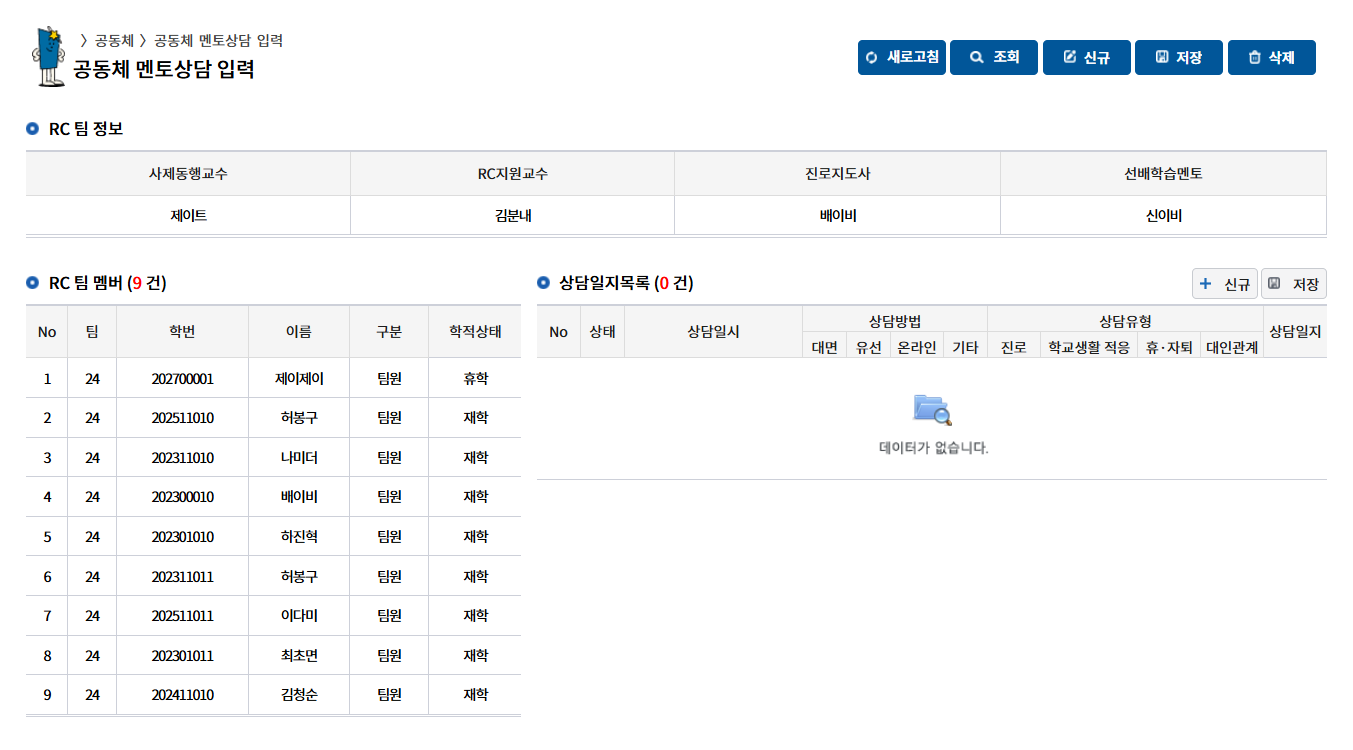 〉 공동체 〉 공동체 멘토상담 입력
공동체 멘토상담 입력
새로고침 조회 신규 저장 삭제
RC 팀 정보
사제동행교수 RC지원교수 진로지도사 선배학습멘토
제이트 김분내 배이비 신이비
RC 팀 멤버 (9 건)
No 팀 학번 이름 구분 학적상태
1 24 202700001 제이제이 팀원 휴학
2 24 202511010 허봉구 팀원 재학
3 24 202311010 나미더 팀원 재학
4 24 202300010 배이비 팀원 재학
5 24 202301010 하진혁 팀원 재학
6 24 202311011 허봉구 팀원 재학
7 24 202511011 이다미 팀원 재학
8 24 202301011 최초면 팀원 재학
9 24 202411010 김청순 팀원 재학
상담일지목록 (0 건)
신규 저장
No 상태 상담일시 상담방법 상담유형 상담일지
대면 유선 온라인 기타 진로 학교생활 적응 휴·자퇴 대인관계
데이터가 없습니다.